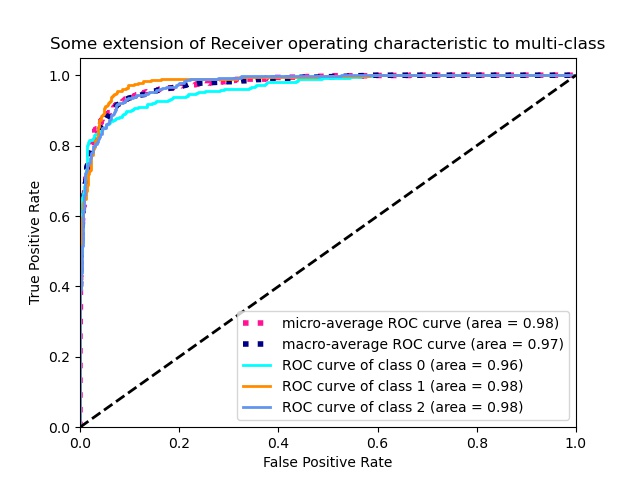 Some extension of Receiver operating characteristic to multi-class
1.0
0.8
0.6
0.4
0.2
0.0
True Positive Rate
micro-average ROC curve (area = 0.98)
macro-average ROC curve (area = 0.97)
ROC curve of class 0 (area = 0.96)
ROC curve of class 1 (area = 0.98)
ROC curve of class 2 (area = 0.98)
0.0 0.2 0.4 0.6 0.8 1.0
False Positive Rate